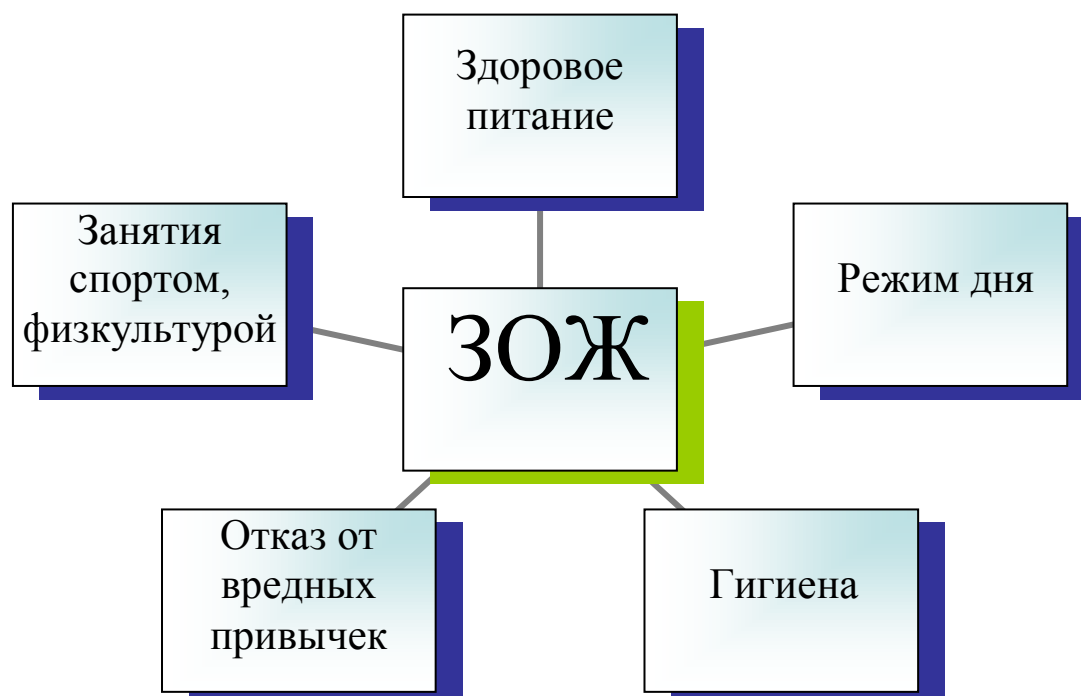 Здоровое
питание
Занятия
спортом,
физкультурой
Режим дня
ЗОЖ
Отказ от
вредных
привычек
Гигиена